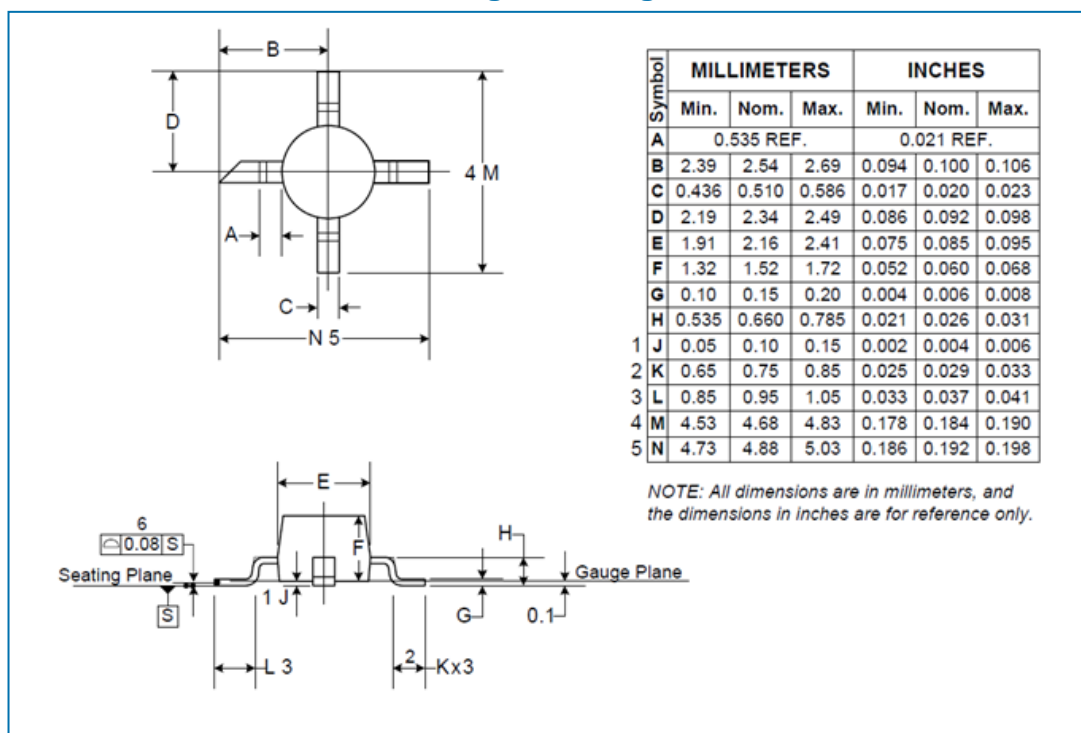 B
D
4 M
A
C
N 5
Symbol MILLIMETERS INCHES
Min. Nom. Max. Min. Nom. Max.
A 0.535 REF. 0.021 REF.
B 2.39 2.54 2.69 0.094 0.100 0.106
C 0.436 0.510 0.586 0.017 0.020 0.023
D 2.19 2.34 2.49 0.086 0.092 0.098
E 1.91 2.16 2.41 0.075 0.085 0.095
F 1.32 1.52 1.72 0.052 0.060 0.068
G 0.10 0.15 0.20 0.004 0.006 0.008
H 0.535 0.660 0.785 0.021 0.026 0.031
1 J 0.05 0.10 0.15 0.002 0.004 0.006
2 K 0.65 0.75 0.85 0.025 0.029 0.033
3 L 0.85 0.95 1.05 0.033 0.037 0.041
4 M 4.53 4.68 4.83 0.178 0.184 0.190
5 N 4.73 4.88 5.03 0.186 0.192 0.198
NOTE: All dimensions are in millimeters, and
the dimensions in inches are for reference only.
E
6
0.08 S
F
H
Seating Plane
Gauge Plane
1 J
S
G
0.1
L 3
2
Kx3